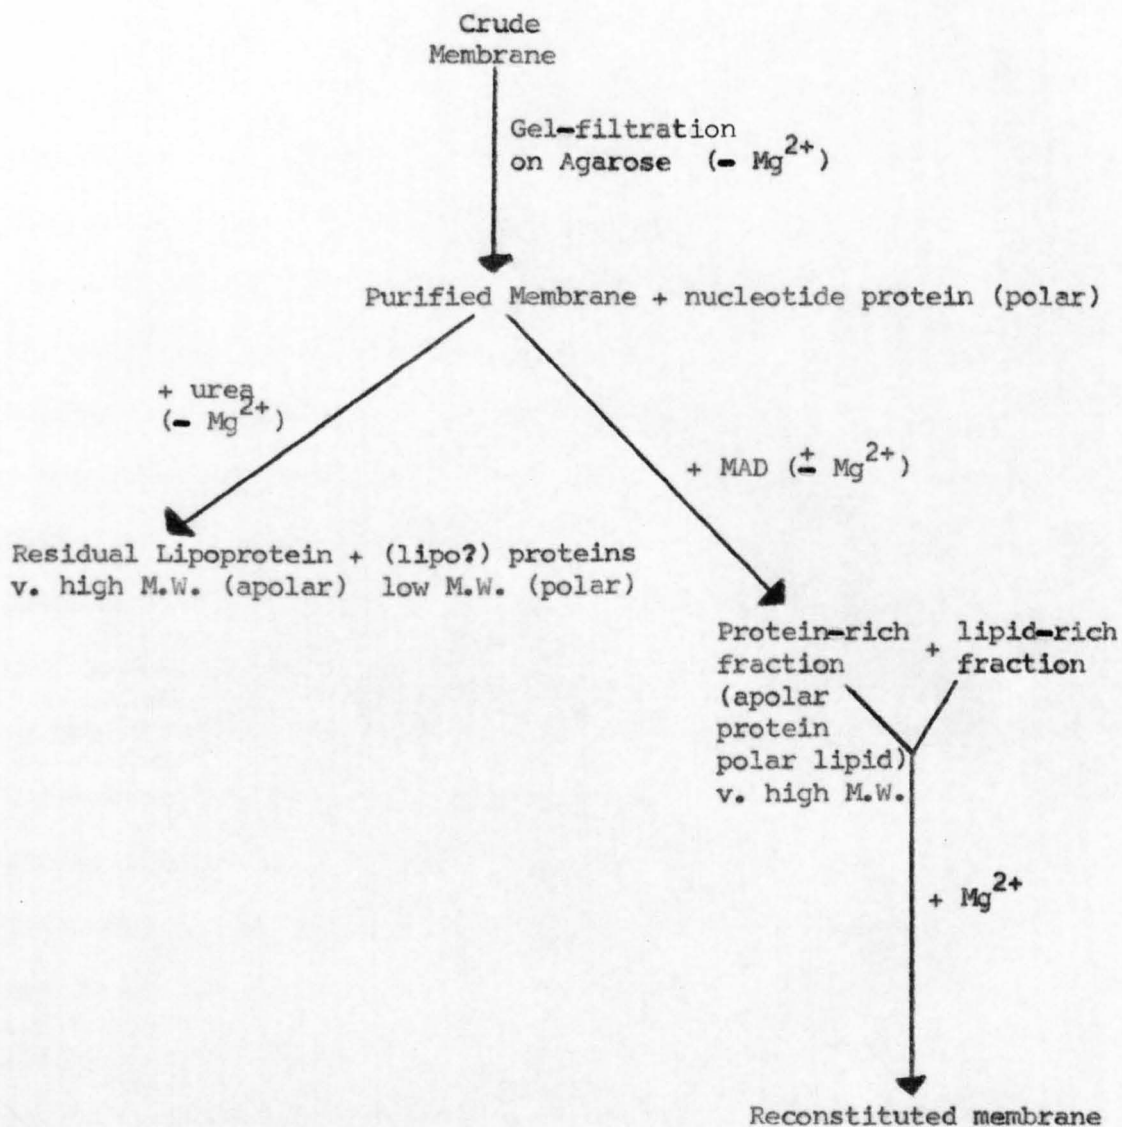 Crude
Membrane
Gel-filtration
on Agarose (- Mg2+)
Purified Membrane + nucleotide protein (polar)
+ urea
(- Mg2+)
+ MAD (± Mg2+)
Residual Lipoprotein + (lipo?) proteins
v. high M.W. (apolar) low M.W. (polar)
Protein-rich + lipid-rich
fraction fraction
(apolar
protein
polar lipid)
v. high M.W.
+ Mg2+
Reconstituted membrane